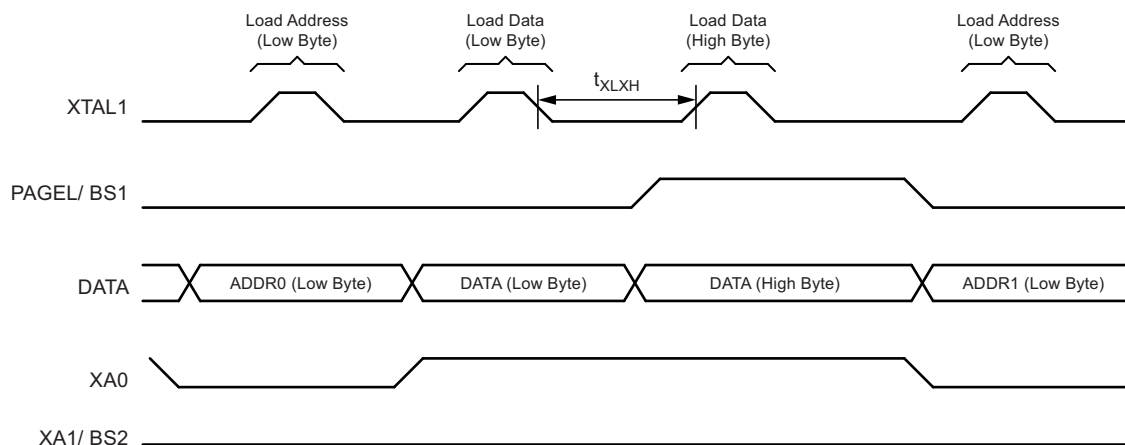 Load Address
(Low Byte)
Load Data
(Low Byte)
Load Data
(High Byte)
Load Address
(Low Byte)
tXLXH
XTAL1
PAGEL/ BS1
DATA
ADDR0 (Low Byte)
DATA (Low Byte)
DATA (High Byte)
ADDR1 (Low Byte)
XA0
XA1/ BS2